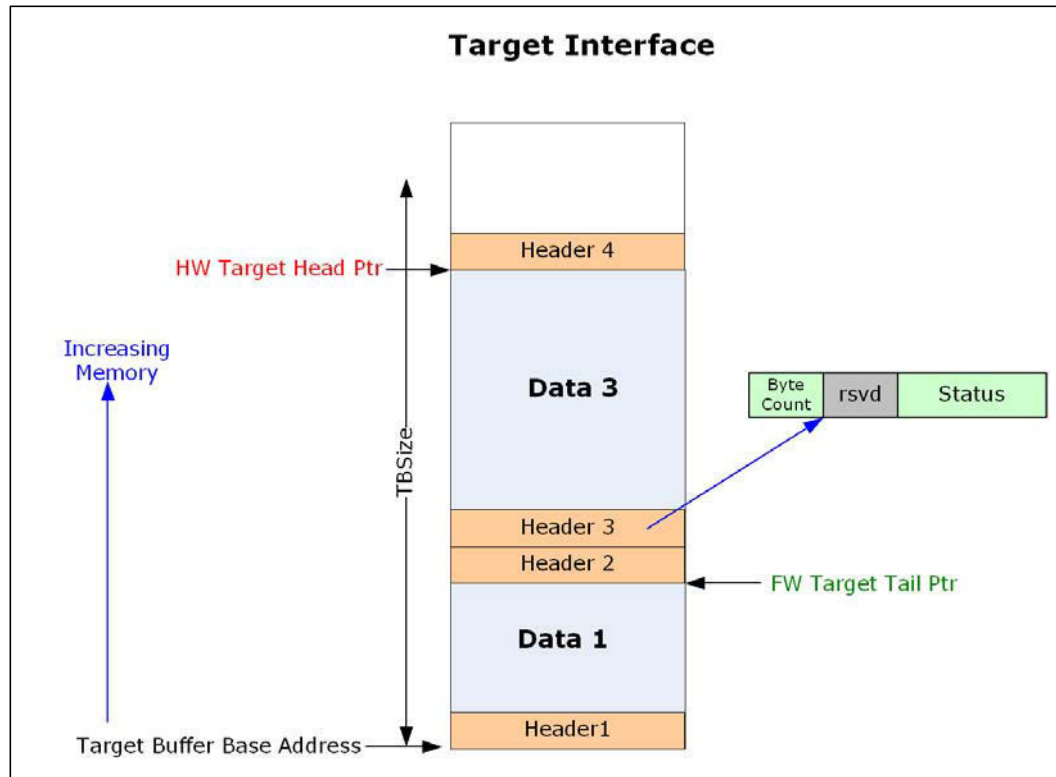 Target Interface
Header 4
HW Target Head Ptr
Increasing
Memory
Data 3
Byte
Count
rsvd
Status
TBSize
Header 3
Header 2
FW Target Tail Ptr
Data 1
Header1
Target Buffer Base Address